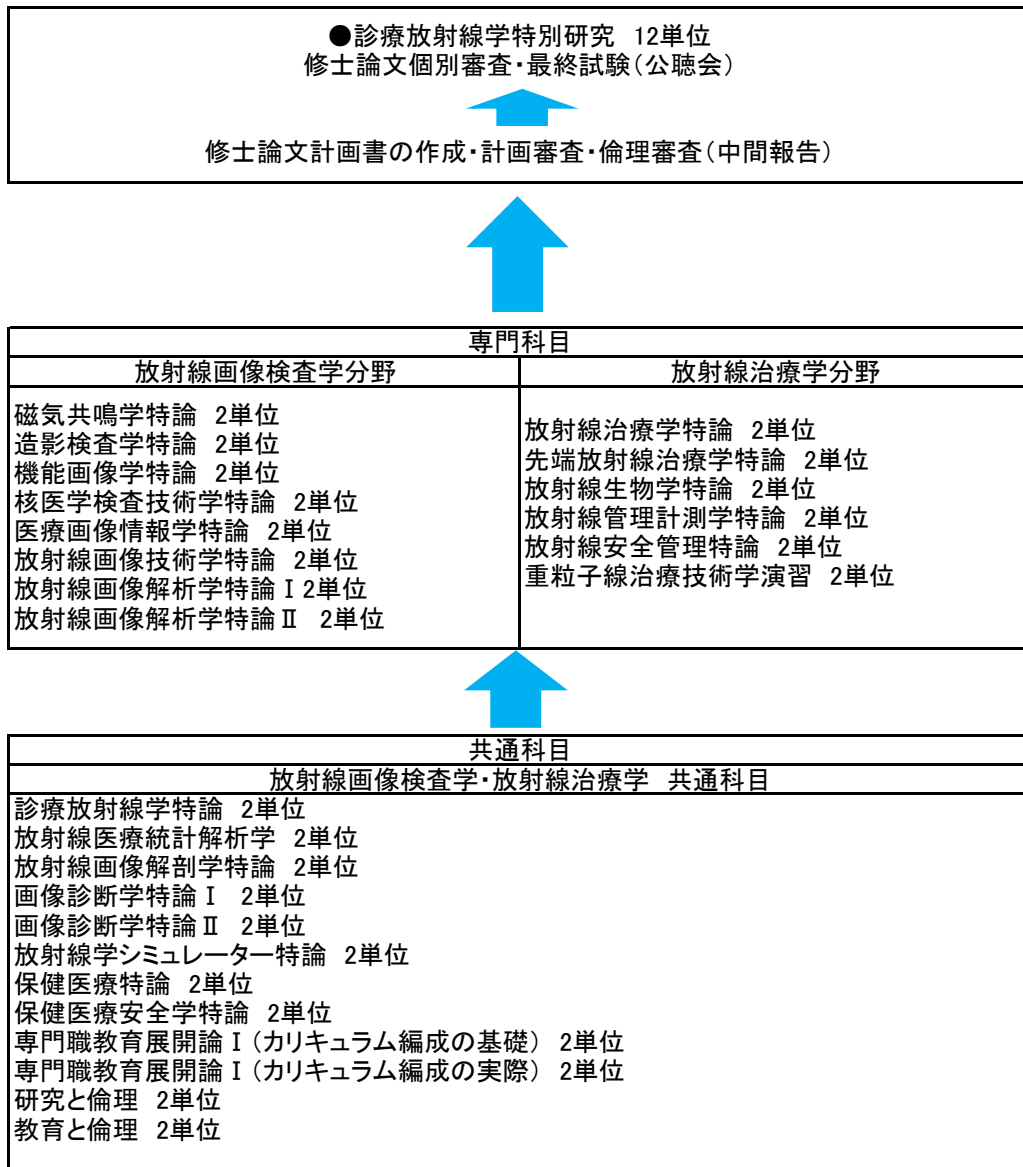 ●診療放射線学特別研究 12単位
修士論文個別審査・最終試験(公聴会)
修士論文計画書の作成・計画審査・倫理審査(中間報告)
専門科目
放射線画像検査学分野
磁気共鳴学特論 2単位
造影検査学特論 2単位
機能画像学特論 2単位
核医学検査技術学特論 2単位
医療画像情報学特論 2単位
放射線画像技術学特論 2単位
放射線画像解析学特論Ⅰ 2単位
放射線画像解析学特論Ⅱ 2単位
放射線治療学分野
放射線治療学特論 2単位
先端放射線治療学特論 2単位
放射線生物学特論 2単位
放射線管理計測学特論 2単位
放射線安全管理特論 2単位
重粒子線治療技術学演習 2単位
共通科目
放射線画像検査学・放射線治療学 共通科目
診療放射線学特論 2単位
放射線医療統計解析学 2単位
放射線画像解剖学特論 2単位
画像診断学特論Ⅰ 2単位
画像診断学特論Ⅱ 2単位
放射線学シミュレーター特論 2単位
保健医療特論 2単位
保健医療安全学特論 2単位
専門職教育展開論Ⅰ(カリキュラム編成の基礎) 2単位
専門職教育展開論Ⅰ(カリキュラム編成の実際) 2単位
研究と倫理 2単位
教育と倫理 2単位